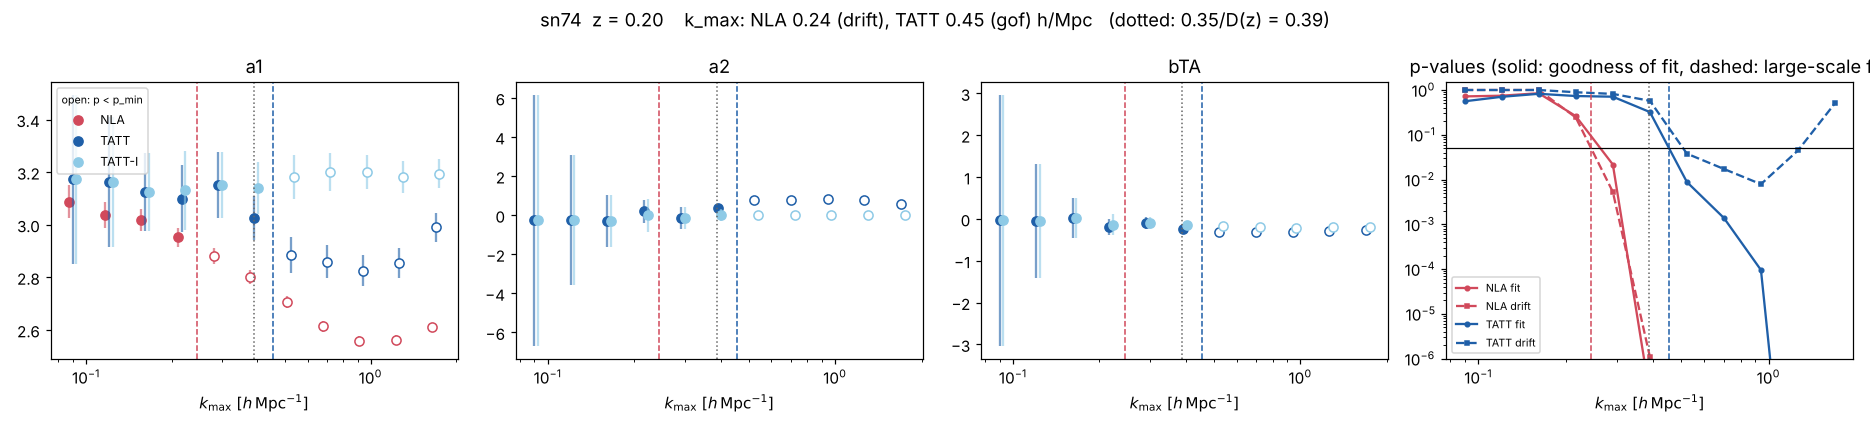 sn74 z = 0.20 k_max: NLA 0.24 (drift), TATT 0.45 (gof) h/Mpc (dotted: 0.35/D(z) = 0.39)
a1
open: p < p_min
NLA
TATT
TATT-I
3.4
3.2
3.0
2.8
2.6
10⁻¹
10⁰
k_max [h Mpc⁻¹]
a2
6
4
2
0
−2
−4
−6
10⁻¹
10⁰
k_max [h Mpc⁻¹]
bTA
3
2
1
0
−1
−2
−3
10⁻¹
10⁰
k_max [h Mpc⁻¹]
p-values (solid: goodness of fit, dashed: large-scale f
10⁰
10⁻¹
10⁻²
10⁻³
10⁻⁴
10⁻⁵
10⁻⁶
NLA fit
NLA drift
TATT fit
TATT drift
10⁻¹
10⁰
k_max [h Mpc⁻¹]